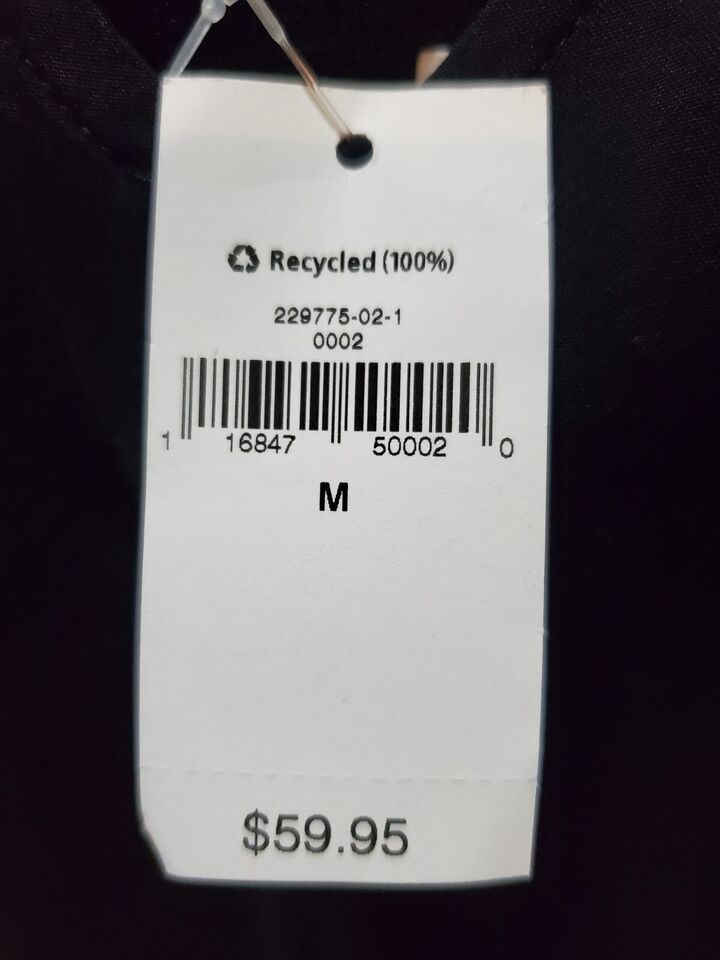 Recycled (100%)
229775-02-1
0002
1 16847 50002 0
M
$59.95